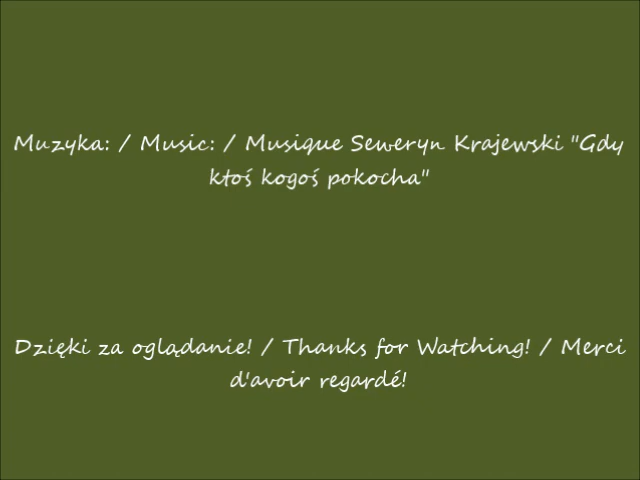 Muzyka: / Music: / Musique Seweryn Krajewski "Gdy
ktoś kogoś pokocha"
Dzięki za oglądanie! / Thanks for Watching! / Merci
d'avoir regardé!